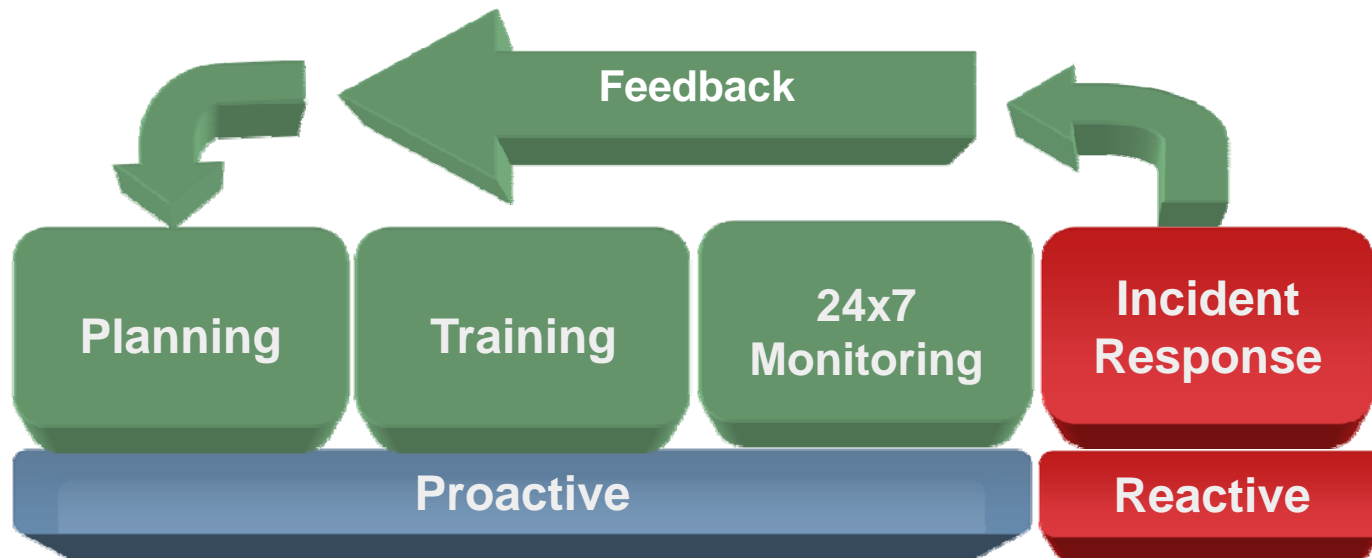 Feedback
Planning
Training
24x7
Monitoring
Incident
Response
Proactive
Reactive